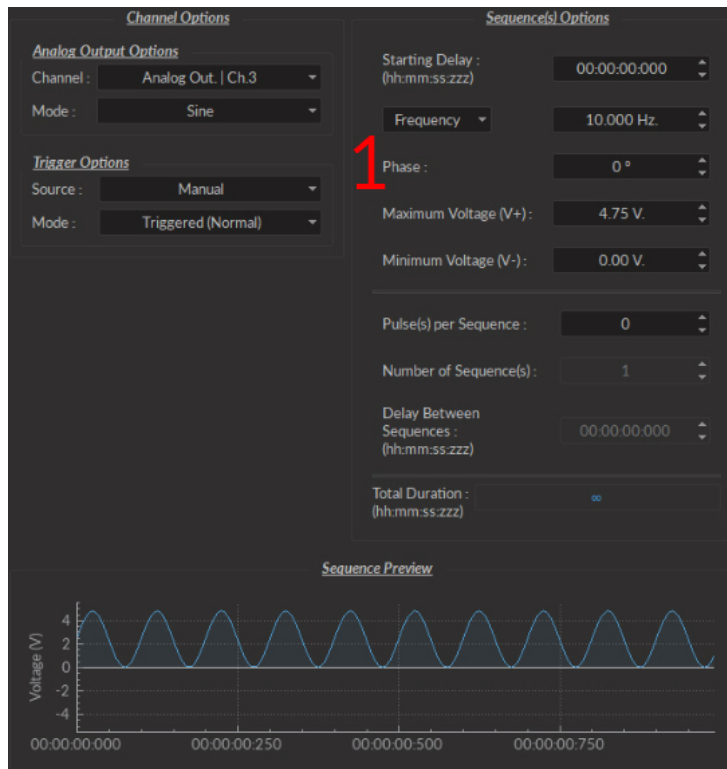 Channel Options
Analog Output Options
Channel :
Analog Out. | Ch.3
Mode :
Sine
Trigger Options
Source :
Manual
Mode :
Triggered (Normal)
Sequence(s) Options
Starting Delay :
(hh:mm:ss:zzz)
00:00:00:000
Frequency
10.000 Hz.
1
Phase :
0 °
Maximum Voltage (V+) :
4.75 V.
Minimum Voltage (V-) :
0.00 V.
Pulse(s) per Sequence :
0
Number of Sequence(s) :
1
Delay Between
Sequences :
(hh:mm:ss:zzz)
00:00:00:000
Total Duration :
(hh:mm:ss:zzz)
∞
Sequence Preview
Voltage (V)
4
2
0
-2
-4
00:00:00:000
00:00:00:250
00:00:00:500
00:00:00:750